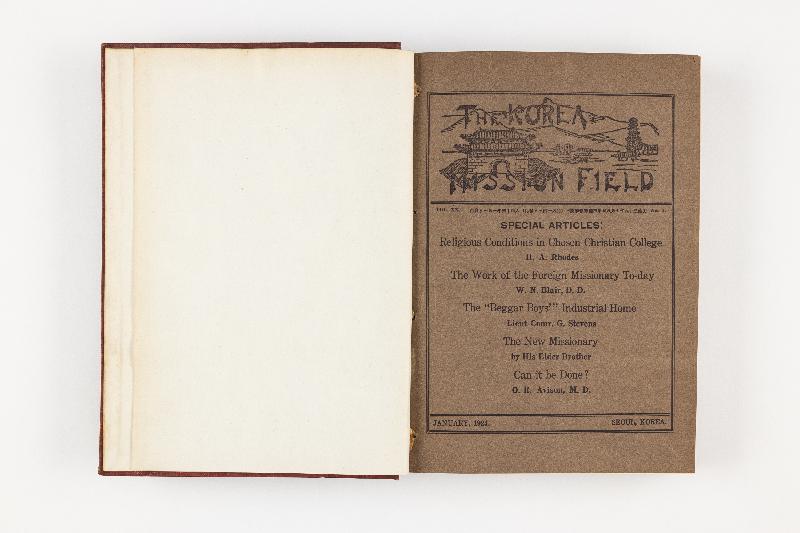 THE KOREA
MISSION FIELD
SPECIAL ARTICLES:
Religious Conditions in Chosen Christian College
H. A. Rhodes
The Work of the Foreign Missionary To-day
W. N. Blair, D. D.
The "Beggar Boys'" Industrial Home
Lieut Comr. G. Stevens
The New Missionary
by His Elder Brother
Can it be Done?
O. R. Avison, M. D.
JANUARY, 1924. SEOUL, KOREA.